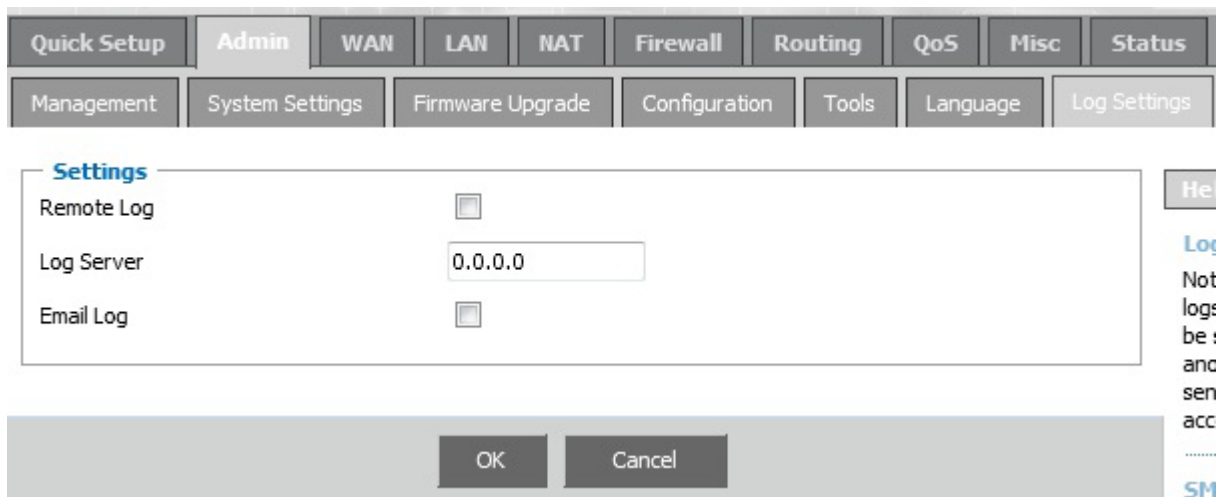 Quick Setup Admin WAN LAN NAT Firewall Routing QoS Misc Status
Management System Settings Firmware Upgrade Configuration Tools Language Log Settings
Settings
Remote Log
Log Server 0.0.0.0
Email Log
OK Cancel